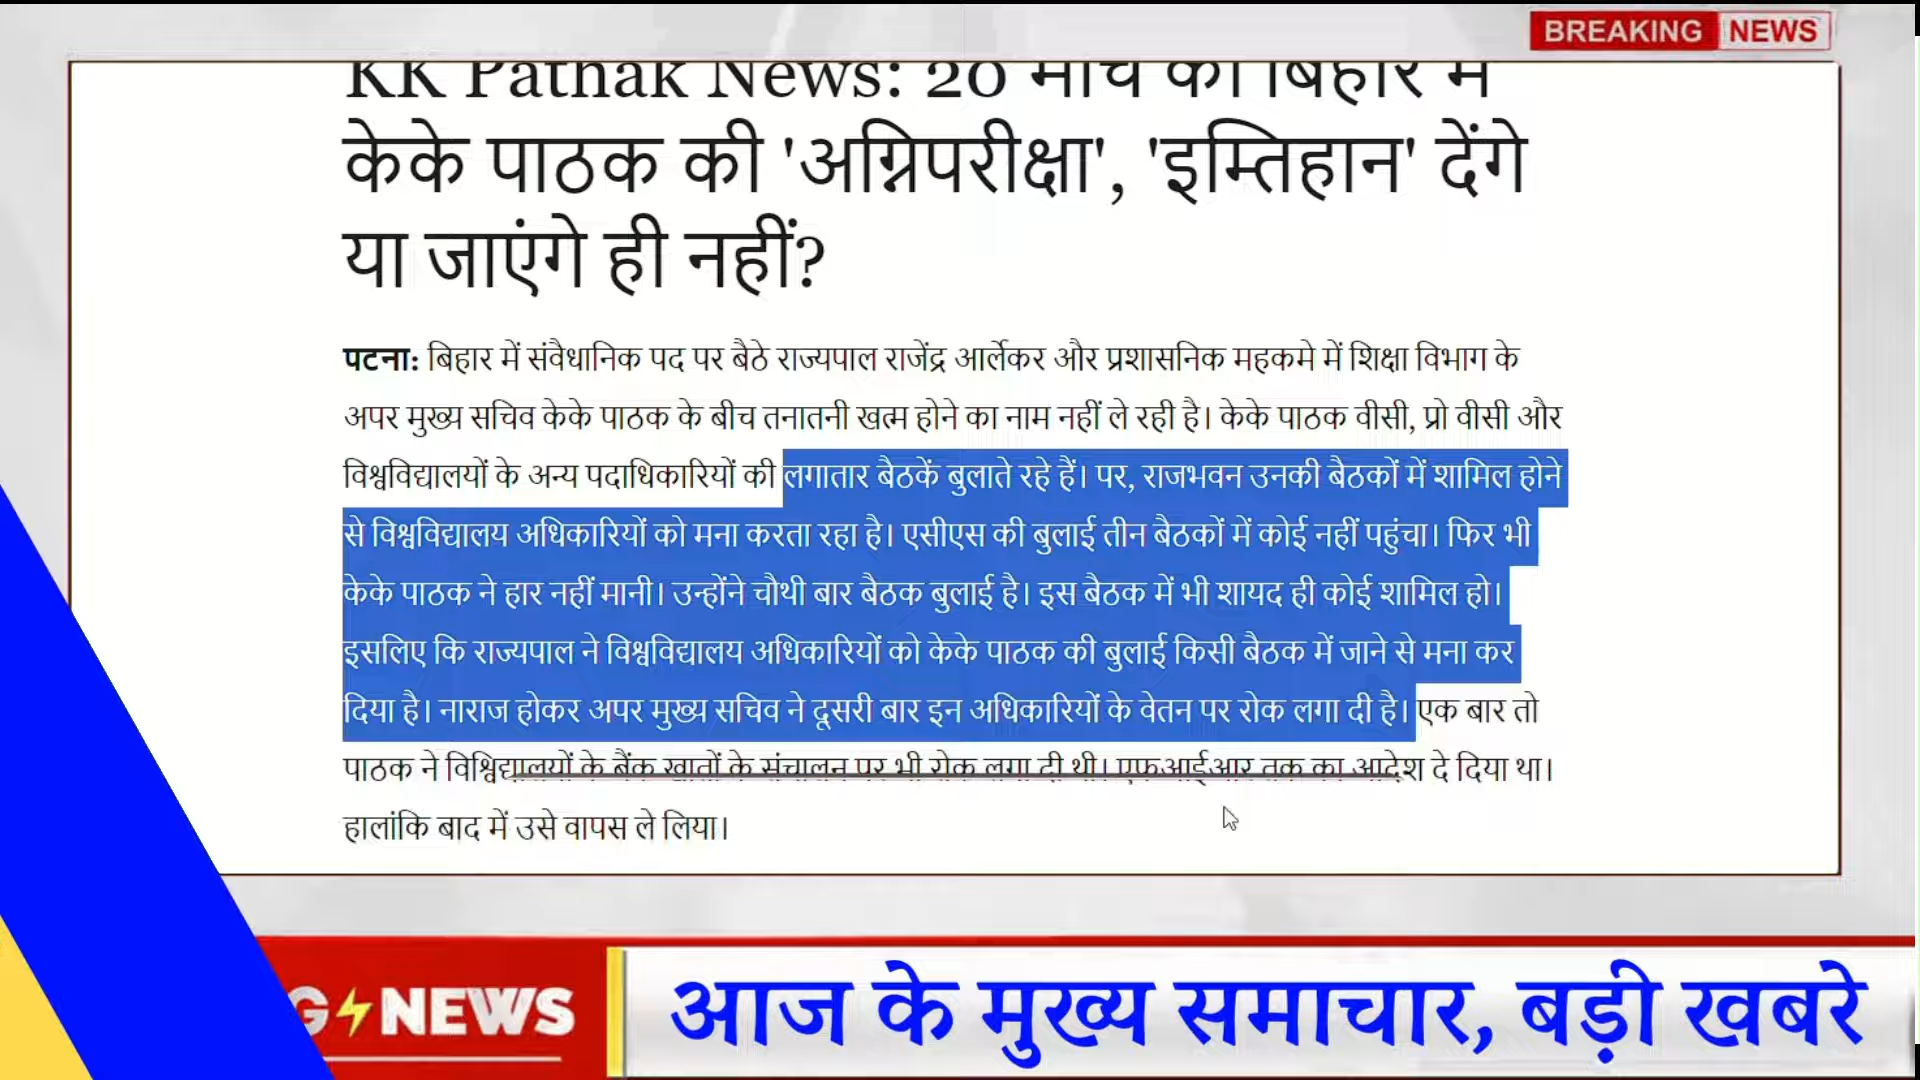 BREAKING NEWS
KK Pathak News: 20 मार्च को बिहार में
केके पाठक की 'अग्निपरीक्षा', 'इम्तिहान' देंगे
या जाएंगे ही नहीं?
पटना: बिहार में संवैधानिक पद पर बैठे राज्यपाल राजेंद्र आर्लेकर और प्रशासनिक महकमे में शिक्षा विभाग के
अपर मुख्य सचिव केके पाठक के बीच तनातनी खत्म होने का नाम नहीं ले रही है। केके पाठक वीसी, प्रो वीसी और
विश्वविद्यालयों के अन्य पदाधिकारियों की लगातार बैठकें बुलाते रहे हैं। पर, राजभवन उनकी बैठकों में शामिल होने
से विश्वविद्यालय अधिकारियों को मना करता रहा है। एसीएस की बुलाई तीन बैठकों में कोई नहीं पहुंचा। फिर भी
केके पाठक ने हार नहीं मानी। उन्होंने चौथी बार बैठक बुलाई है। इस बैठक में भी शायद ही कोई शामिल हो।
इसलिए कि राज्यपाल ने विश्वविद्यालय अधिकारियों को केके पाठक की बुलाई किसी बैठक में जाने से मना कर
दिया है। नाराज होकर अपर मुख्य सचिव ने दूसरी बार इन अधिकारियों के वेतन पर रोक लगा दी है। एक बार तो
पाठक ने विश्विद्यालयों के बैंक खातों के संचालन पर भी रोक लगा दी थी। एफआईआर तक का आदेश दे दिया था।
हालांकि बाद में उसे वापस ले लिया।
G NEWS
आज के मुख्य समाचार, बड़ी खबरे